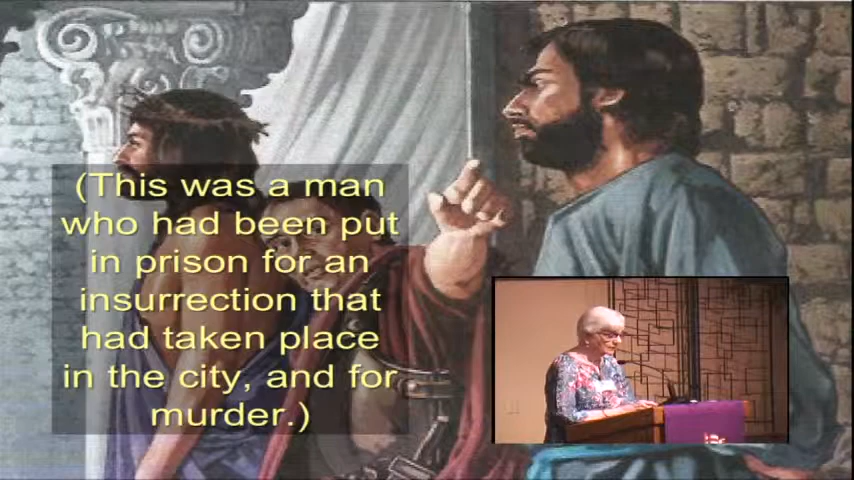 (This was a man
who had been put
in prison for an
insurrection that
had taken place
in the city, and for
murder.)